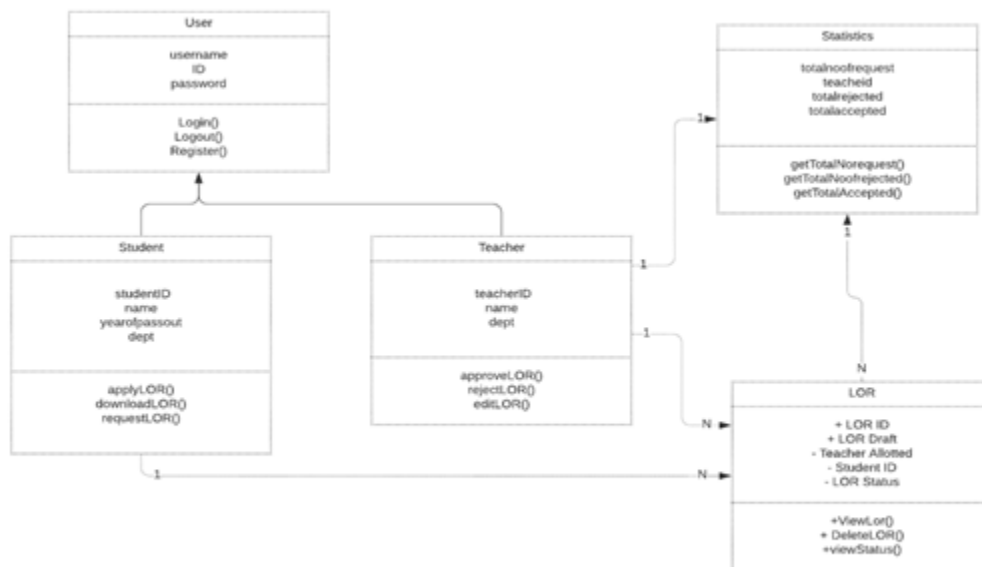 User
username
ID
password
Login()
Logout()
Register()
Statistics
totalnoofrequest
teacheid
totalrejected
totalaccepted
getTotalNorequest()
getTotalNoofrejected()
getTotalAccepted()
1
1
1
Student
studentID
name
yearofpassout
dept
applyLOR()
downloadLOR()
requestLOR()
Teacher
teacherID
name
dept
approveLOR()
rejectLOR()
editLOR()
1
N
1
N
N
LOR
+ LOR ID
+ LOR Draft
- Teacher Allotted
- Student ID
- LOR Status
+ViewLor()
+ DeleteLOR()
+viewStatus()